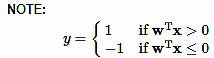 NOTE:
y = { 1 if wᵀx > 0
-1 if wᵀx ≤ 0